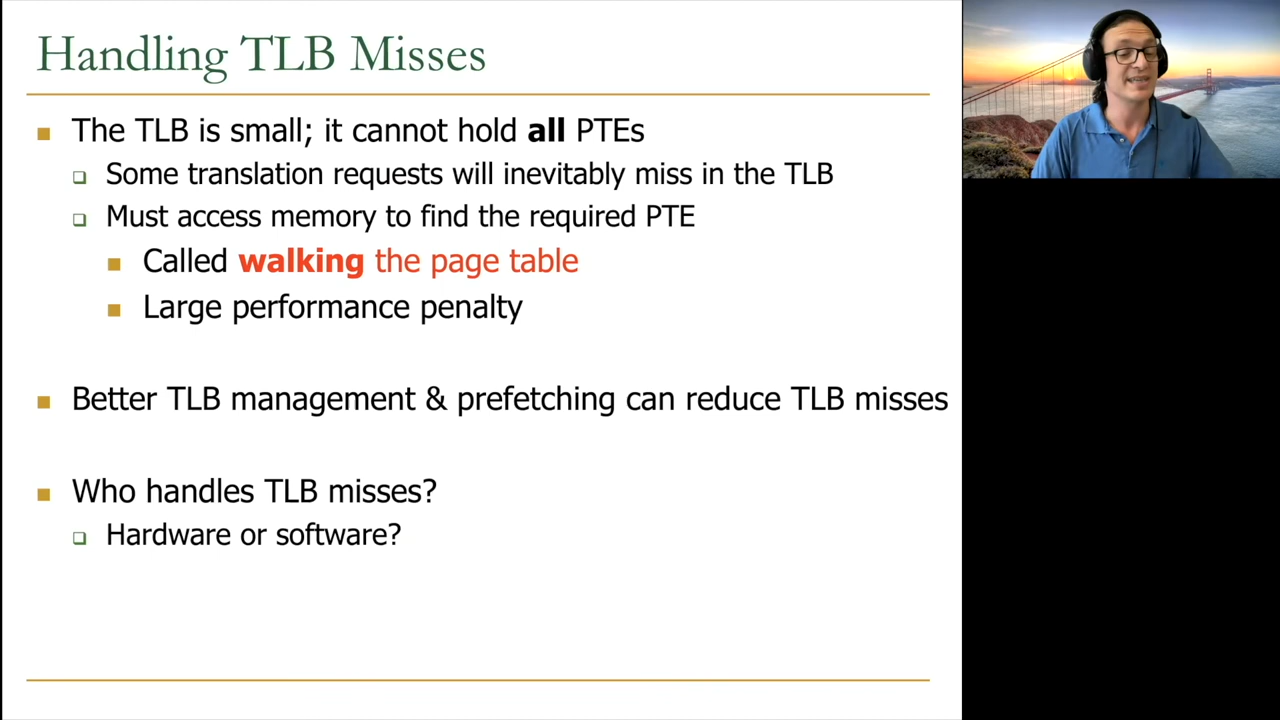 Handling TLB Misses
The TLB is small; it cannot hold all PTEs
Some translation requests will inevitably miss in the TLB
Must access memory to find the required PTE
Called walking the page table
Large performance penalty
Better TLB management & prefetching can reduce TLB misses
Who handles TLB misses?
Hardware or software?